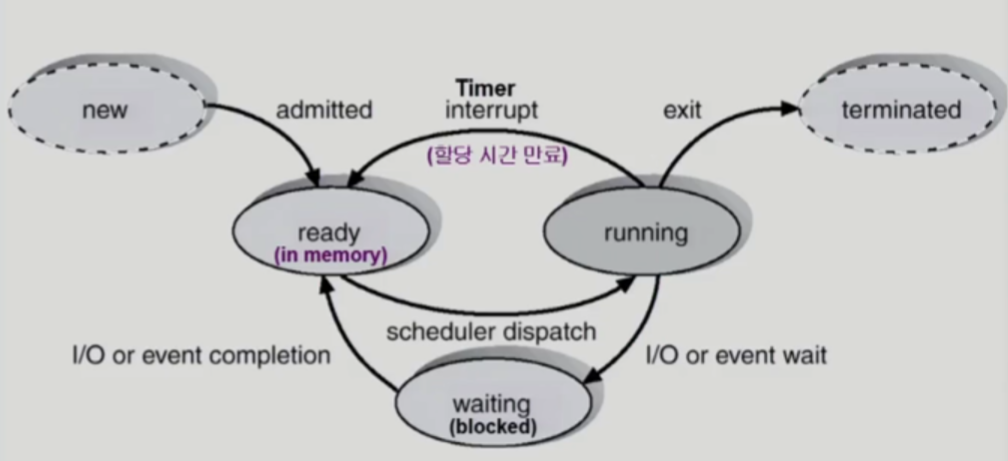 new
admitted
Timer
interrupt
(할당 시간 만료)
exit
terminated
ready
(in memory)
running
scheduler dispatch
I/O or event completion
I/O or event wait
waiting
(blocked)